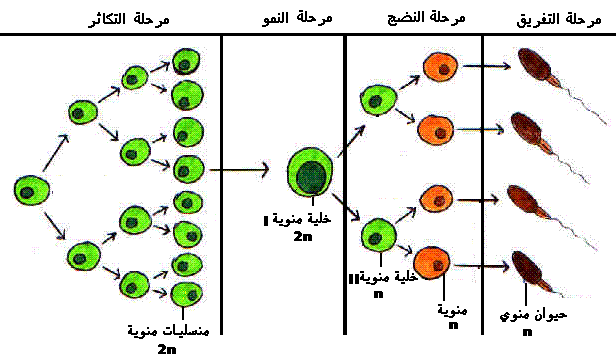 مرحلة التكاثر
مرحلة النمو
مرحلة النضج
مرحلة التفريق
خلية منوية I
2n
خلية منوية II
n
منوية
n
حيوان منوي
n
منسليات منوية
2n